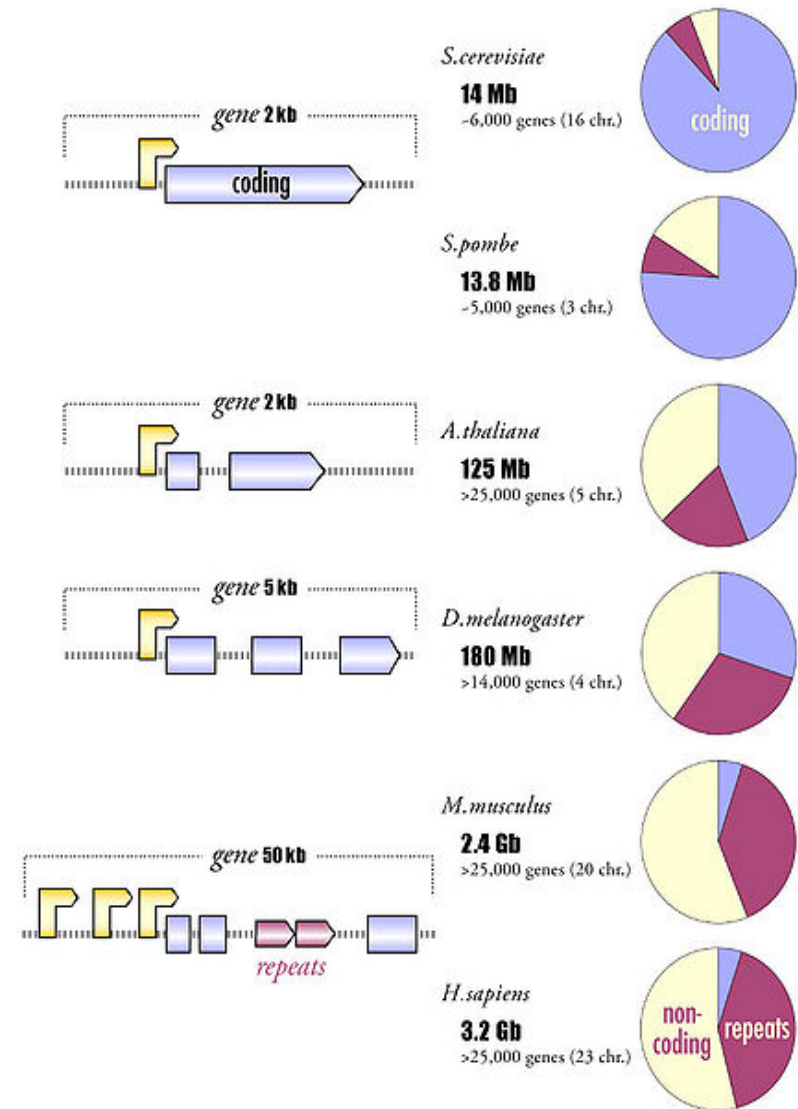 S.cerevisiae
14 Mb
~6,000 genes (16 chr.)
coding
gene 2 kb
coding
S.pombe
13.8 Mb
~5,000 genes (3 chr.)
gene 2 kb
A.thaliana
125 Mb
>25,000 genes (5 chr.)
gene 5 kb
D.melanogaster
180 Mb
>14,000 genes (4 chr.)
M.musculus
2.4 Gb
>25,000 genes (20 chr.)
gene 50 kb
repeats
H.sapiens
3.2 Gb
>25,000 genes (23 chr.)
non-
coding
repeats